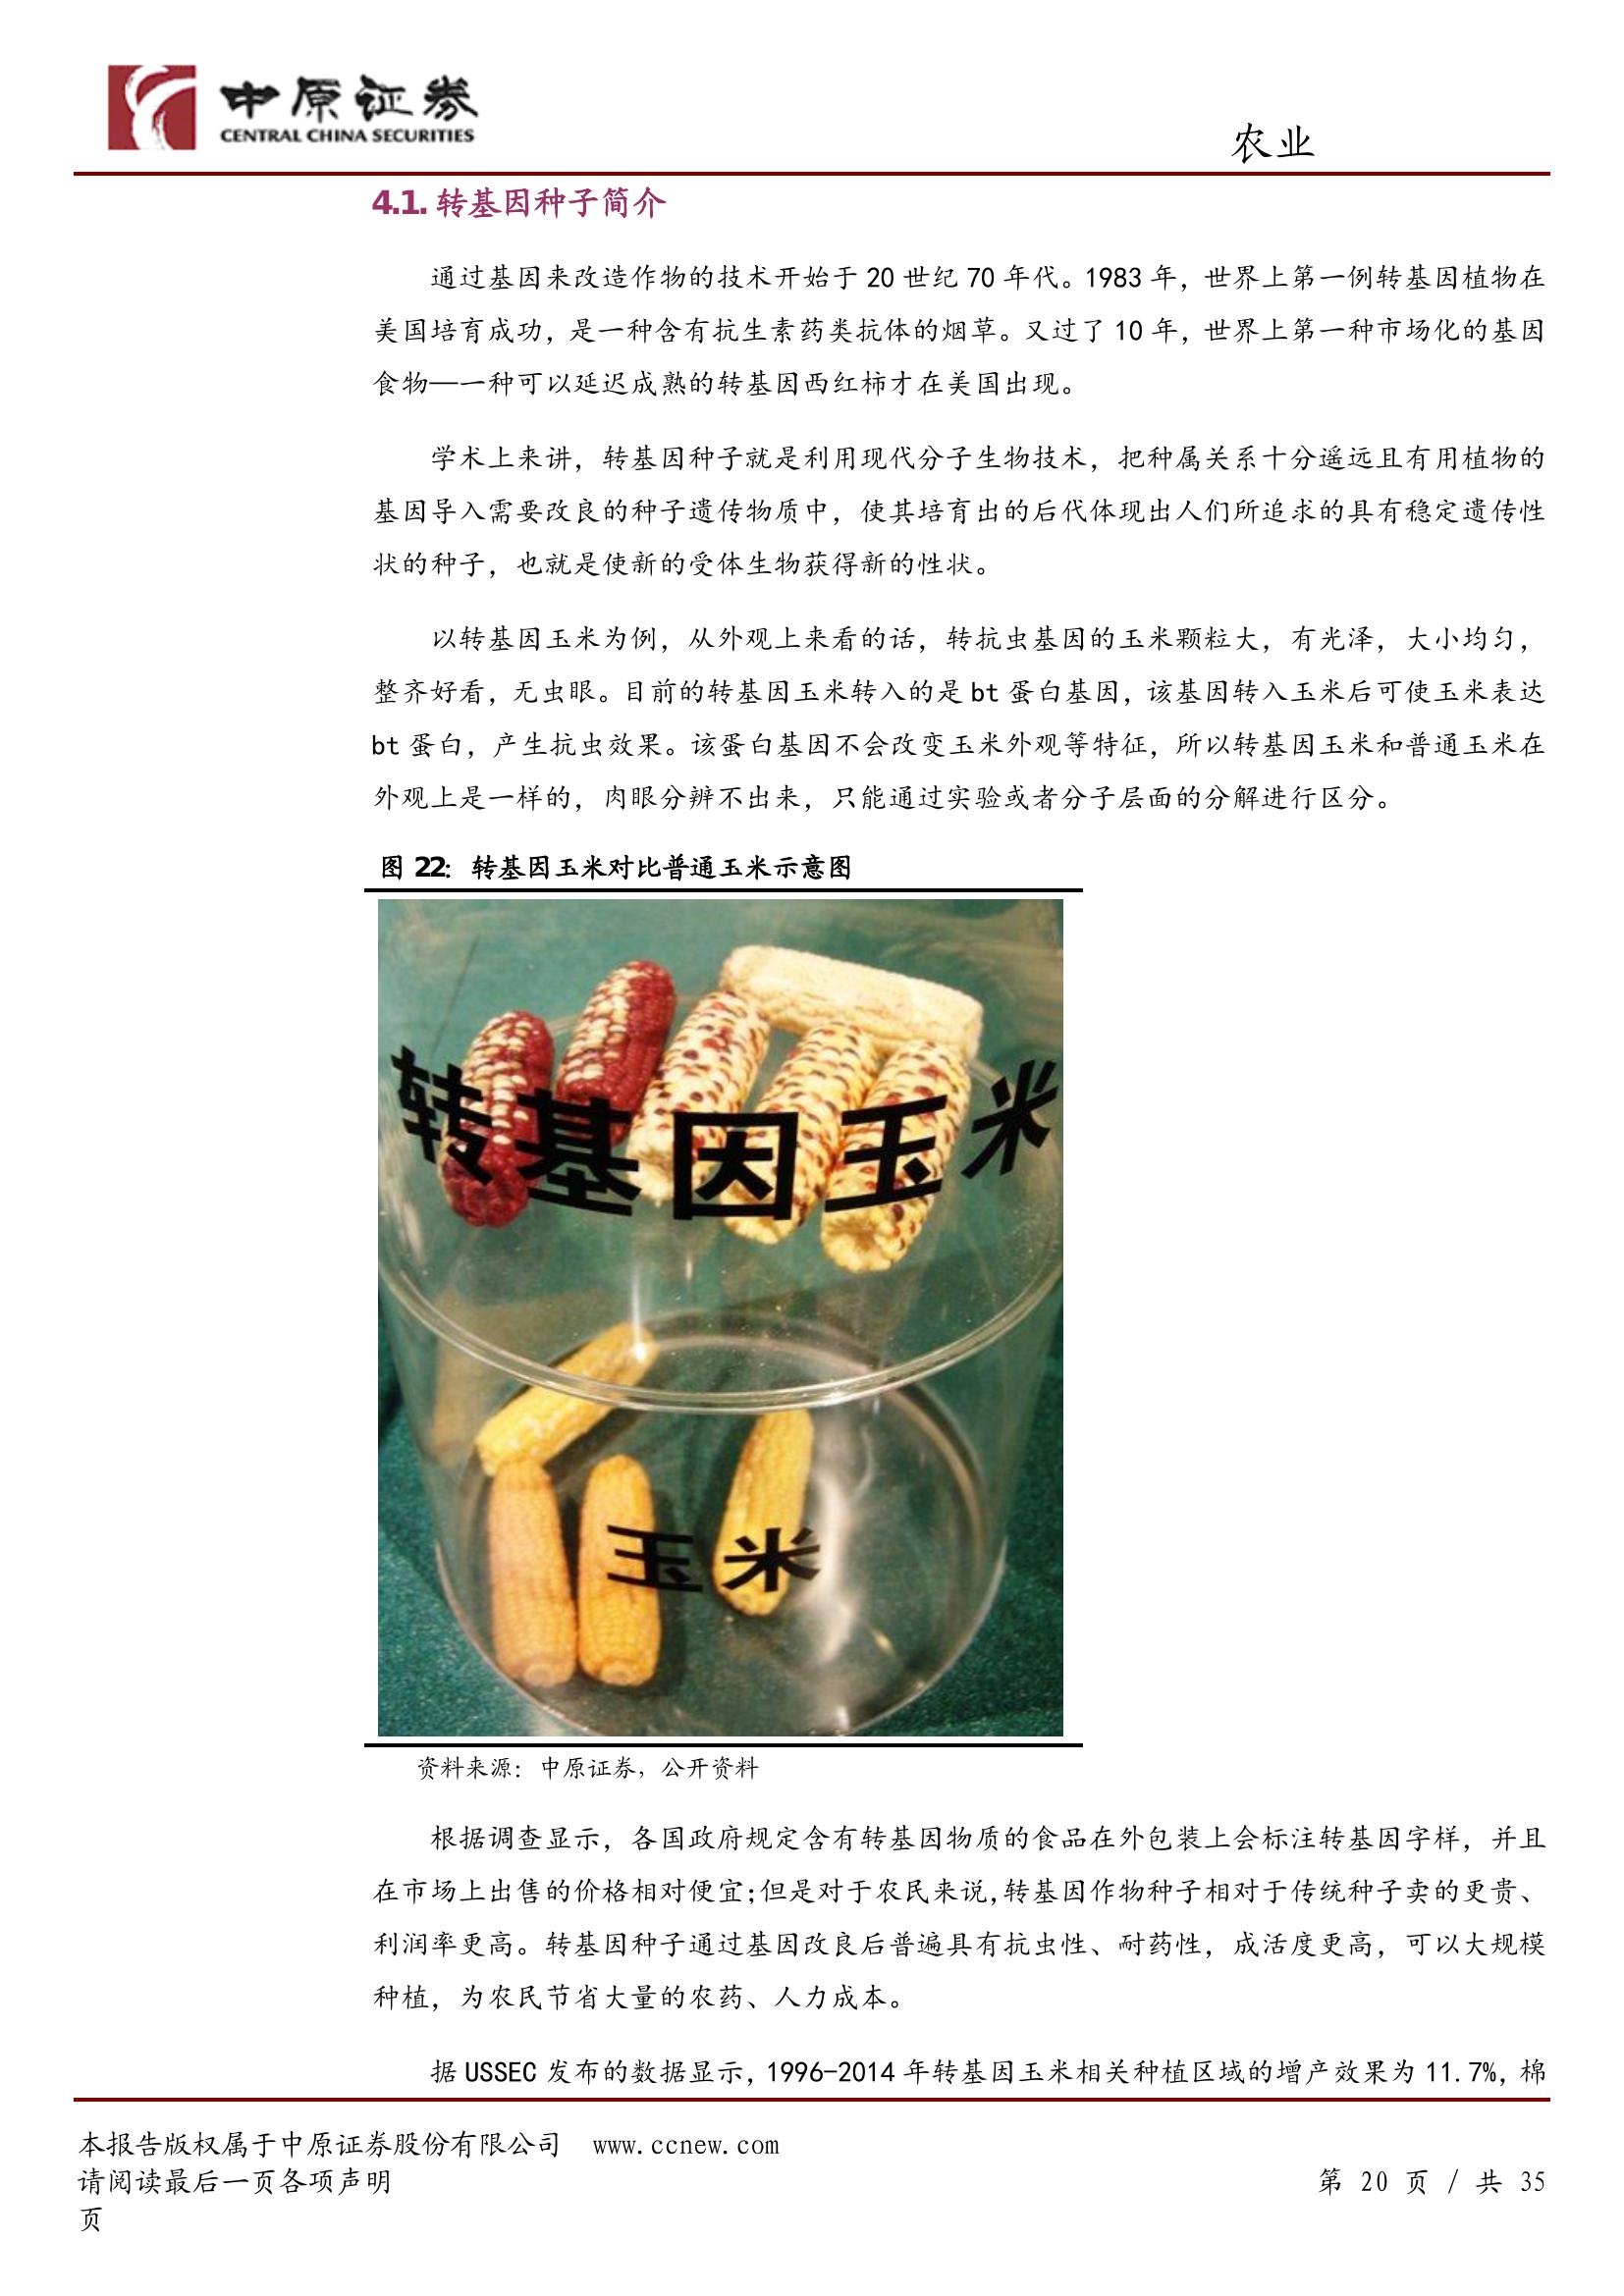 中原证券
CENTRAL CHINA SECURITIES
农业
4.1. 转基因种子简介
通过基因来改造作物的技术开始于 20 世纪 70 年代。1983 年，世界上第一例转基因植物在
美国培育成功，是一种含有抗生素药类抗体的烟草。又过了 10 年，世界上第一种市场化的基因
食物—一种可以延迟成熟的转基因西红柿才在美国出现。
学术上来讲，转基因种子就是利用现代分子生物技术，把种属关系十分遥远且有用植物的
基因导入需要改良的种子遗传物质中，使其培育出的后代体现出人们所追求的具有稳定遗传性
状的种子，也就是使新的受体生物获得新的性状。
以转基因玉米为例，从外观上来看的话，转抗虫基因的玉米颗粒大，有光泽，大小均匀，
整齐好看，无虫眼。目前的转基因玉米转入的是 bt 蛋白基因，该基因转入玉米后可使玉米表达
bt 蛋白，产生抗虫效果。该蛋白基因不会改变玉米外观等特征，所以转基因玉米和普通玉米在
外观上是一样的，肉眼分辨不出来，只能通过实验或者分子层面的分解进行区分。
图 22：转基因玉米对比普通玉米示意图
转基因玉米
玉米
资料来源：中原证券，公开资料
根据调查显示，各国政府规定含有转基因物质的食品在外包装上会标注转基因字样，并且
在市场上出售的价格相对便宜;但是对于农民来说,转基因作物种子相对于传统种子卖的更贵、
利润率更高。转基因种子通过基因改良后普遍具有抗虫性、耐药性，成活度更高，可以大规模
种植，为农民节省大量的农药、人力成本。
据 USSEC 发布的数据显示，1996-2014 年转基因玉米相关种植区域的增产效果为 11.7%，棉
本报告版权属于中原证券股份有限公司 www.ccnew.com
请阅读最后一页各项声明 第 20 页 / 共 35
页